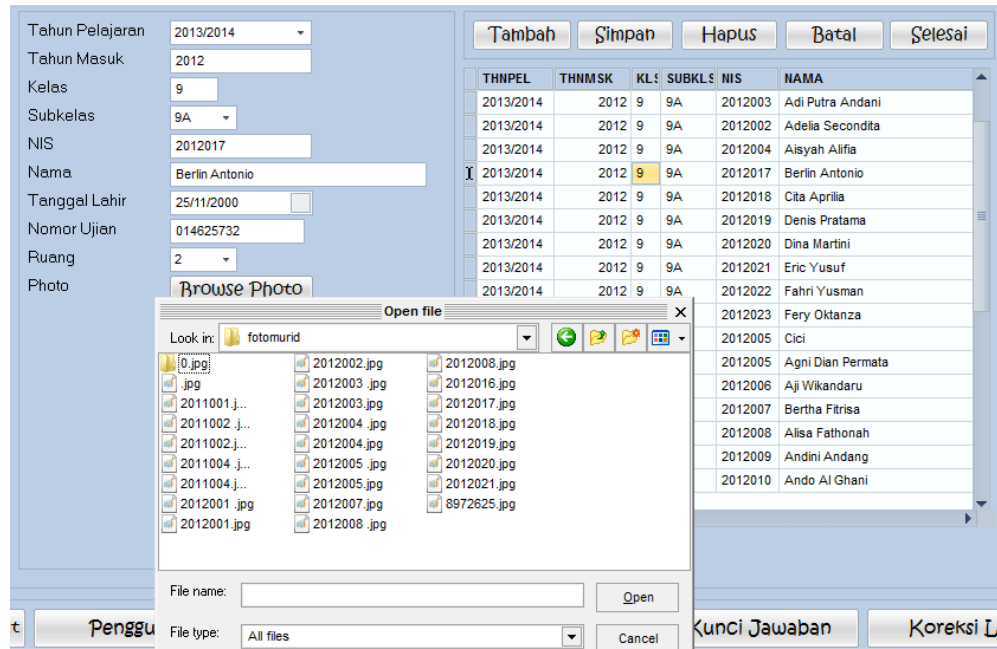 Tahun Pelajaran 2013/2014
Tahun Masuk 2012
Kelas 9
Subkelas 9A
NIS 2012017
Nama Berlin Antonio
Tanggal Lahir 25/11/2000
Nomor Ujian 014625732
Ruang 2
Photo Browse Photo
Tambah Simpan Hapus Batal Selesai
THNPEL THNMSK KLS SUBKLS NIS NAMA
2013/2014 2012 9 9A 2012003 Adi Putra Andani
2013/2014 2012 9 9A 2012002 Adelia Secondita
2013/2014 2012 9 9A 2012004 Aisyah Alifia
2013/2014 2012 9 9A 2012017 Berlin Antonio
2013/2014 2012 9 9A 2012018 Cita Aprilia
2013/2014 2012 9 9A 2012019 Denis Pratama
2013/2014 2012 9 9A 2012020 Dina Martini
2013/2014 2012 9 9A 2012021 Eric Yusuf
2013/2014 2012 9 9A 2012022 Fahri Yusman
2012023 Fery Oktanza
2012005 Cici
2012005 Agni Dian Permata
2012006 Aji Wikandaru
2012007 Bertha Fitrisa
2012008 Alisa Fathonah
2012009 Andini Andang
2012010 Ando Al Ghani
Open file
Look in: fotomurid
0.jpg 2012002.jpg 2012008.jpg
.jpg 2012003 .jpg 2012016.jpg
2011001.j... 2012003.jpg 2012017.jpg
2011002 .j... 2012004 .jpg 2012018.jpg
2011002.j... 2012004.jpg 2012019.jpg
2011004 .j... 2012005 .jpg 2012020.jpg
2011004.j... 2012005.jpg 2012021.jpg
2012001 .jpg 2012007.jpg 8972625.jpg
2012001.jpg 2012008 .jpg
File name: Open
File type: All files Cancel
t Penggu Kunci Jawaban Koreksi L